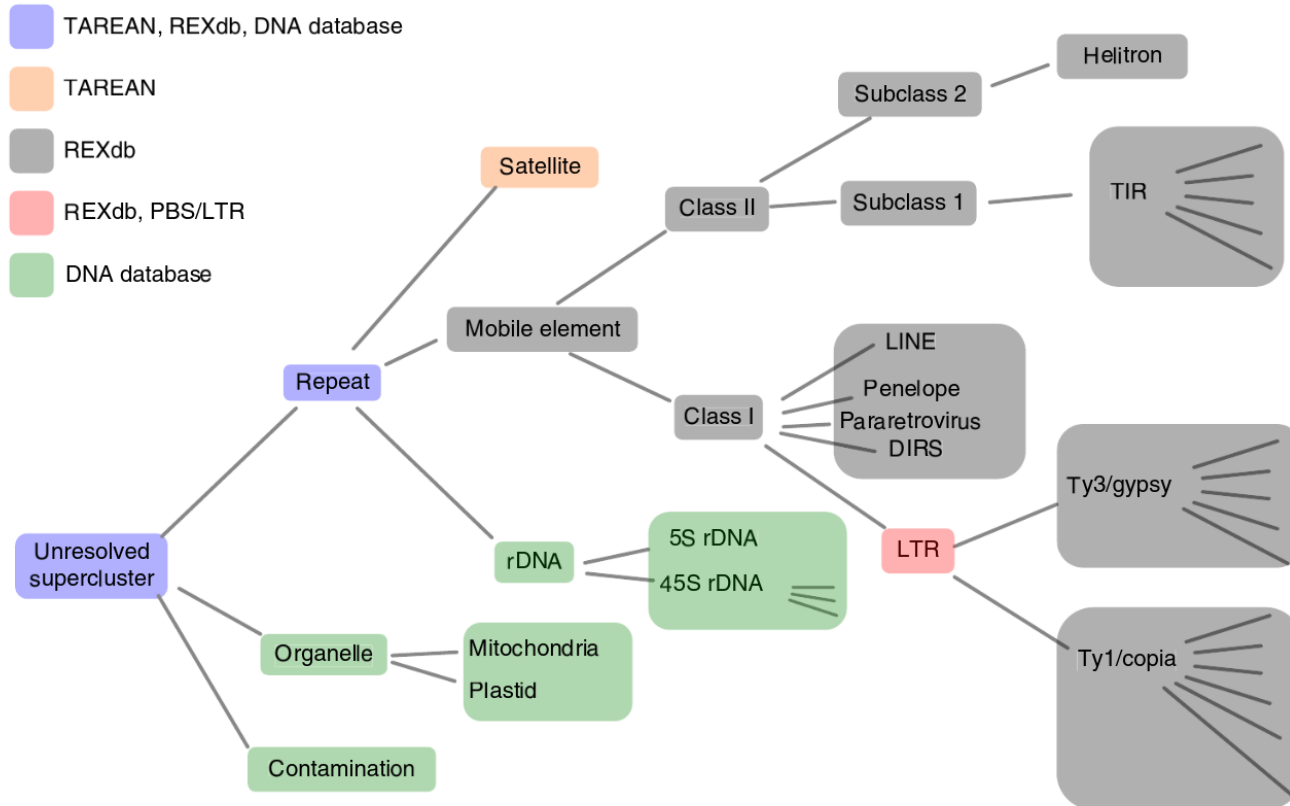 TAREAN, REXdb, DNA database
TAREAN
REXdb
REXdb, PBS/LTR
DNA database
Helitron
Subclass 2
Satellite
TIR
Class II
Subclass 1
Mobile element
LINE
Repeat
Penelope
Class I
Pararetrovirus
DIRS
Ty3/gypsy
5S rDNA
Unresolved
supercluster
rDNA
LTR
45S rDNA
Organelle
Mitochondria
Ty1/copia
Plastid
Contamination